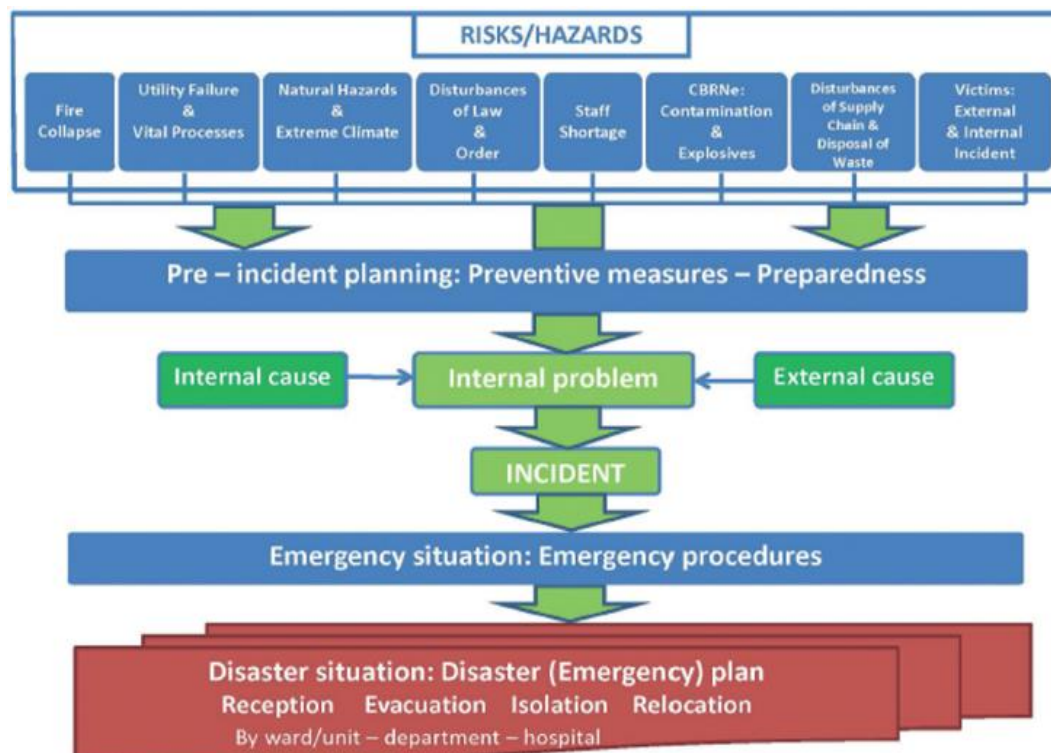 RISKS/HAZARDS
Fire
Collapse
Utility Failure
&
Vital Processes
Natural Hazards
&
Extreme Climate
Disturbances
of Law
&
Order
Staff
Shortage
CBRNe:
Contamination
&
Explosives
Disturbances
of Supply
Chain &
Disposal of
Waste
Victims:
External
& Internal
Incident
Pre – incident planning: Preventive measures – Preparedness
Internal cause
Internal problem
External cause
INCIDENT
Emergency situation: Emergency procedures
Disaster situation: Disaster (Emergency) plan
Reception Evacuation Isolation Relocation
By ward/unit – department – hospital